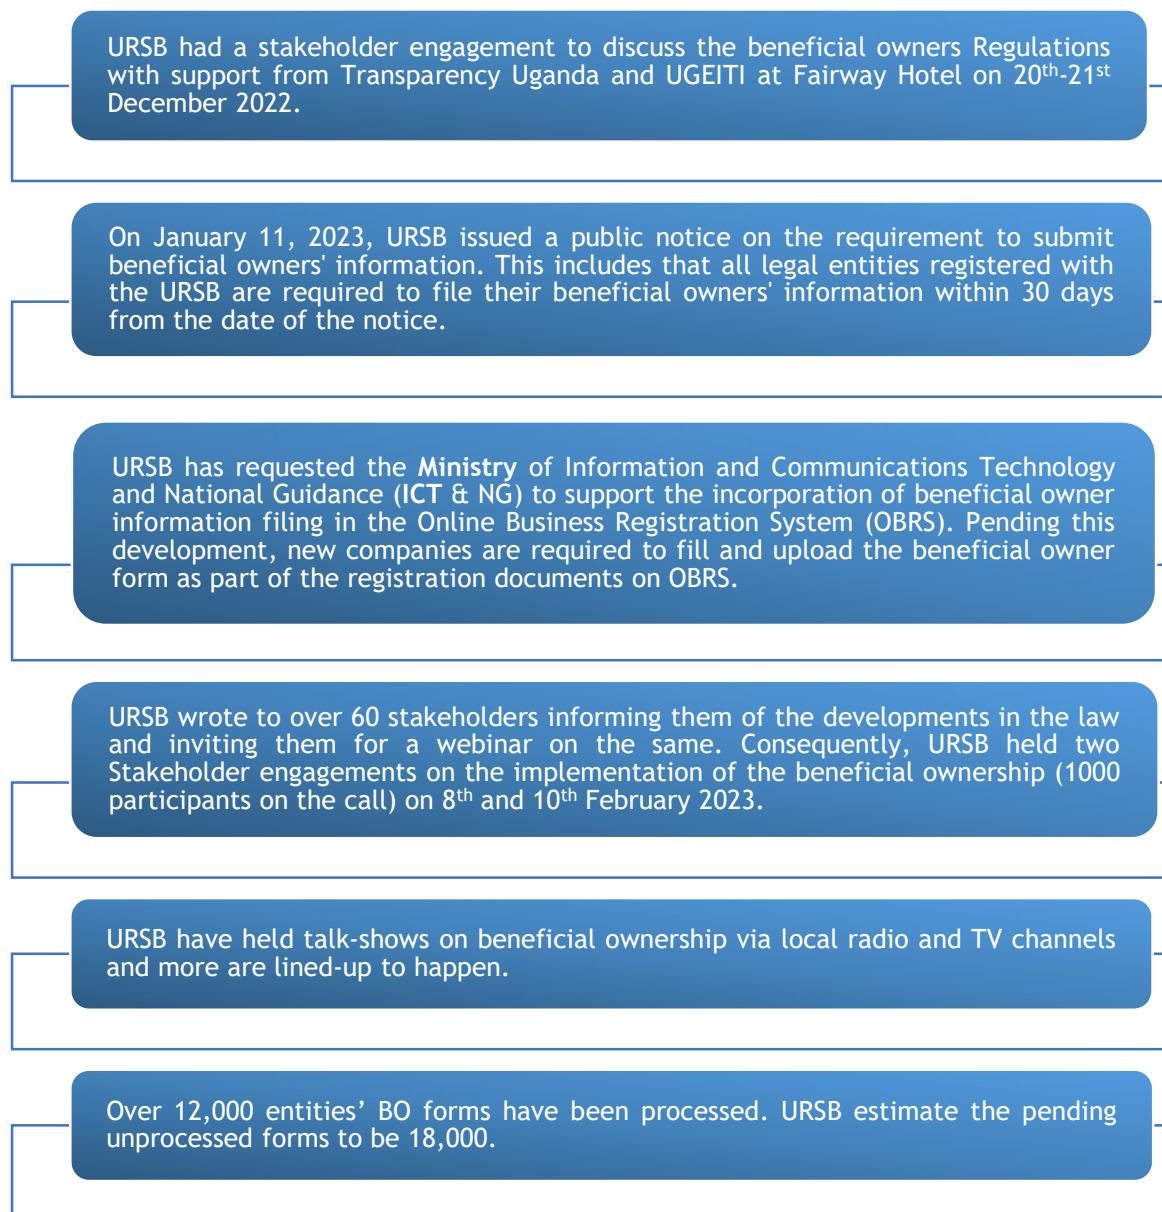 URSB had a stakeholder engagement to discuss the beneficial owners Regulations
with support from Transparency Uganda and UGEITI at Fairway Hotel on 20th-21st
December 2022.
On January 11, 2023, URSB issued a public notice on the requirement to submit
beneficial owners' information. This includes that all legal entities registered with
the URSB are required to file their beneficial owners' information within 30 days
from the date of the notice.
URSB has requested the Ministry of Information and Communications Technology
and National Guidance (ICT & NG) to support the incorporation of beneficial owner
information filing in the Online Business Registration System (OBRS). Pending this
development, new companies are required to fill and upload the beneficial owner
form as part of the registration documents on OBRS.
URSB wrote to over 60 stakeholders informing them of the developments in the law
and inviting them for a webinar on the same. Consequently, URSB held two
Stakeholder engagements on the implementation of the beneficial ownership (1000
participants on the call) on 8th and 10th February 2023.
URSB have held talk-shows on beneficial ownership via local radio and TV channels
and more are lined-up to happen.
Over 12,000 entities’ BO forms have been processed. URSB estimate the pending
unprocessed forms to be 18,000.